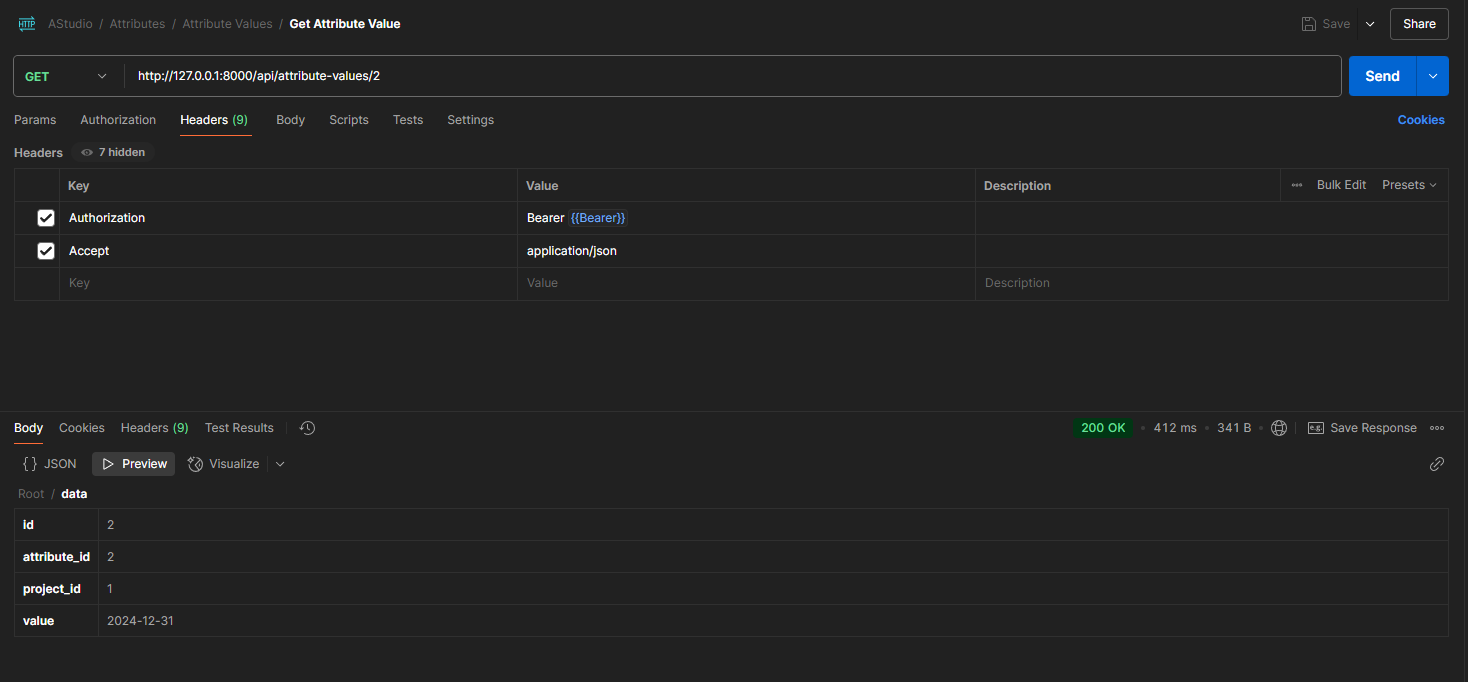 HTTP AStudio / Attributes / Attribute Values / Get Attribute Value Save Share
GET http://127.0.0.1:8000/api/attribute-values/2 Send
Params Authorization Headers (9) Body Scripts Tests Settings Cookies
Headers 7 hidden
Key Value Description Bulk Edit Presets
Authorization Bearer {{Bearer}}
Accept application/json
Key Value Description
Body Cookies Headers (9) Test Results 200 OK • 412 ms • 341 B • e.g. Save Response
{} JSON Preview Visualize
Root / data
id 2
attribute_id 2
project_id 1
value 2024-12-31